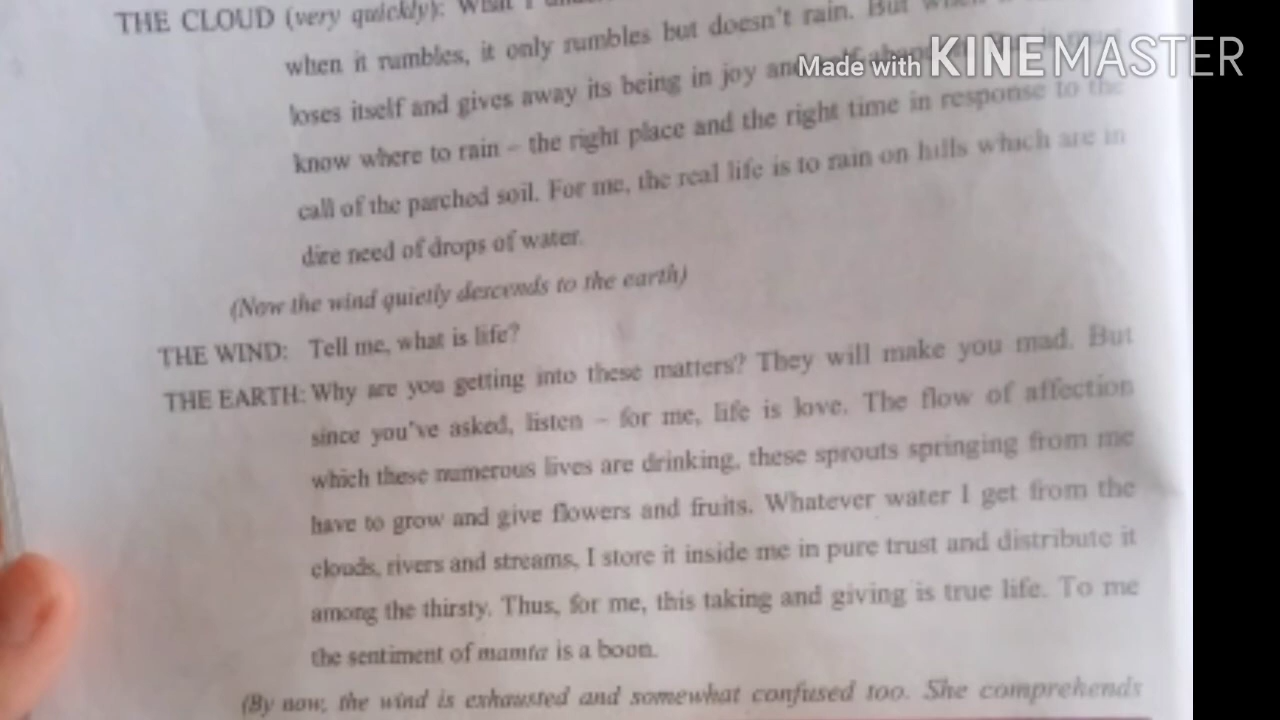 THE CLOUD (very quickly): What I
when it rumbles, it only rumbles but doesn't rain. But
Made with KINEMASTER
loses itself and gives away its being in joy and
know where to rain – the right place and the right time in response to the
call of the parched soil. For me, the real life is to rain on hills which are in
dire need of drops of water.
(Now the wind quietly descends to the earth)
THE WIND: Tell me, what is life?
THE EARTH: Why are you getting into these matters? They will make you mad. But
since you've asked, listen – for me, life is love. The flow of affection
which these numerous lives are drinking, these sprouts springing from me
have to grow and give flowers and fruits. Whatever water I get from the
clouds, rivers and streams, I store it inside me in pure trust and distribute it
among the thirsty. Thus, for me, this taking and giving is true life. To me
the sentiment of mamta is a boon.
(By now, the wind is exhausted and somewhat confused too. She comprehends